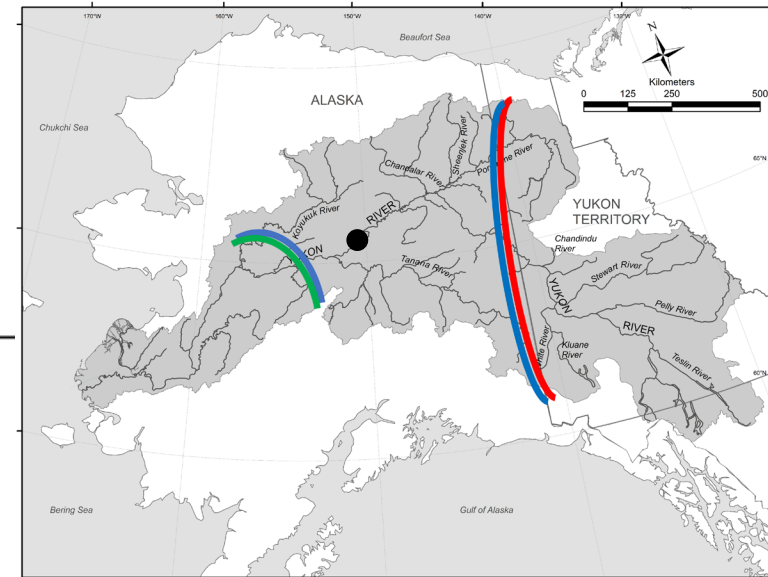 170°W
160°W
150°W
140°W
130°W
Beaufort Sea
N
Kilometers
0 125 250 500
ALASKA
Chukchi Sea
Sheenjek River
Chandalar River
65°N
YUKON
TERRITORY
Koyukuk River
RIVER
Chandindu
River
Tanana River
Stewart River
YUKON
Pelly River
RIVER
Kluane
River
Teslin River
60°N
Bering Sea
Gulf of Alaska